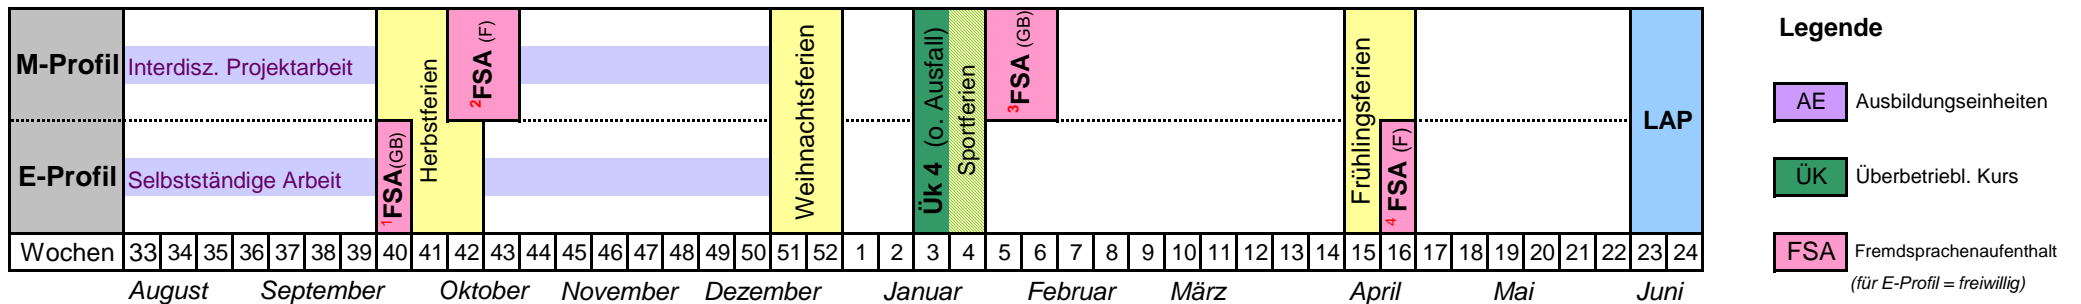 M-Profil
Interdisz. Projektarbeit
E-Profil
Selbstständige Arbeit
1FSA(GB)
Herbstferien
2FSA (F)
Weihnachtsferien
Ük 4 (o. Ausfall)
Sportferien
3FSA (GB)
Frühlingsferien
4 FSA (F)
LAP
Wochen 33 34 35 36 37 38 39 40 41 42 43 44 45 46 47 48 49 50 51 52 1 2 3 4 5 6 7 8 9 10 11 12 13 14 15 16 17 18 19 20 21 22 23 24
August September Oktober November Dezember Januar Februar März April Mai Juni
Legende
AE Ausbildungseinheiten
ÜK Überbetriebl. Kurs
FSA Fremdsprachenaufenthalt
(für E-Profil = freiwillig)